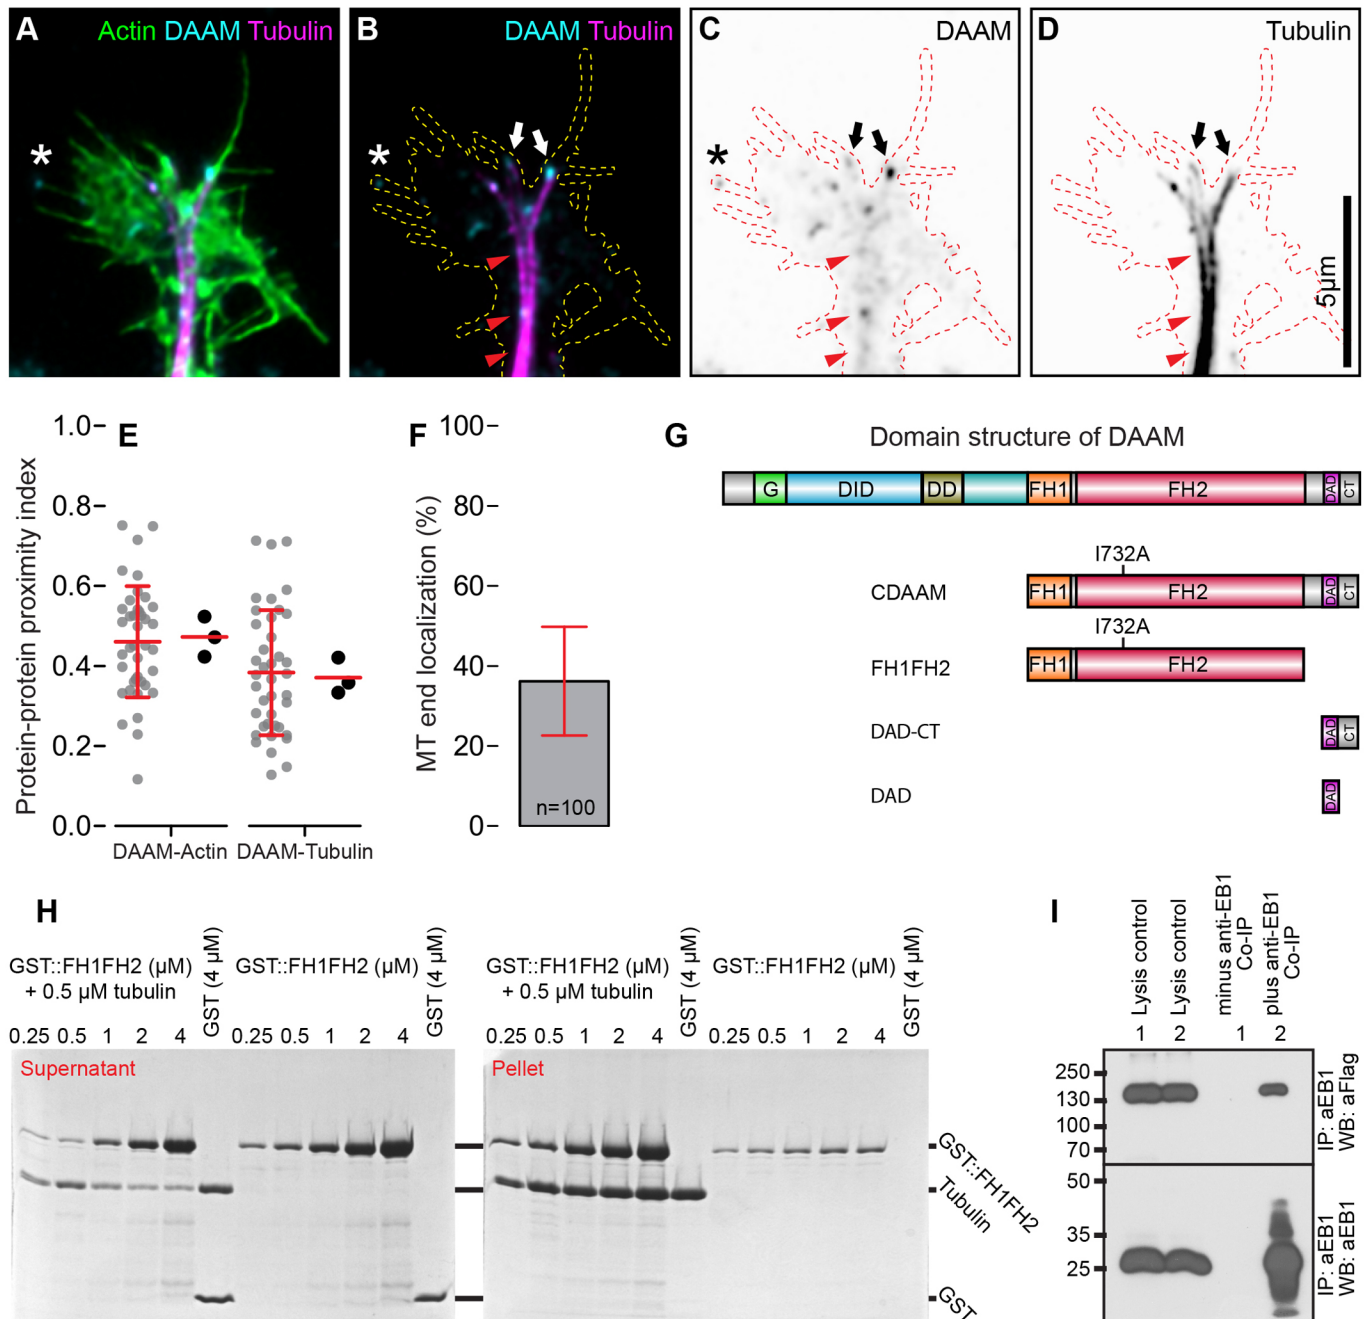 A
Actin DAAM Tubulin
*
B
DAAM Tubulin
*
C
DAAM
*
D
Tubulin
5µm
E
Protein-protein proximity index
1.0
0.8
0.6
0.4
0.2
0.0
DAAM-Actin
DAAM-Tubulin
F
MT end localization (%)
100
80
60
40
20
0
n=100
G
Domain structure of DAAM
G DID DD FH1 FH2 DAD CT
I732A
CDAAM FH1 FH2 DAD CT
I732A
FH1FH2 FH1 FH2
DAD-CT DAD CT
DAD DAD
H
GST::FH1FH2 (µM)
+ 0.5 µM tubulin
GST (4 µM)
GST::FH1FH2 (µM)
GST (4 µM)
GST::FH1FH2 (µM)
+ 0.5 µM tubulin
GST (4 µM)
GST::FH1FH2 (µM)
GST (4 µM)
0.25 0.5 1 2 4 0.25 0.5 1 2 4 0.25 0.5 1 2 4 0.25 0.5 1 2 4
Supernatant
Pellet
GST::FH1FH2
Tubulin
GST
I
Lysis control
Lysis control
minus anti-EB1
Co-IP
plus anti-EB1
Co-IP
1 2 1 2
250
130
100
70
50
35
25
IP: aEB1
WB: aFlag
IP: aEB1
WB: aEB1